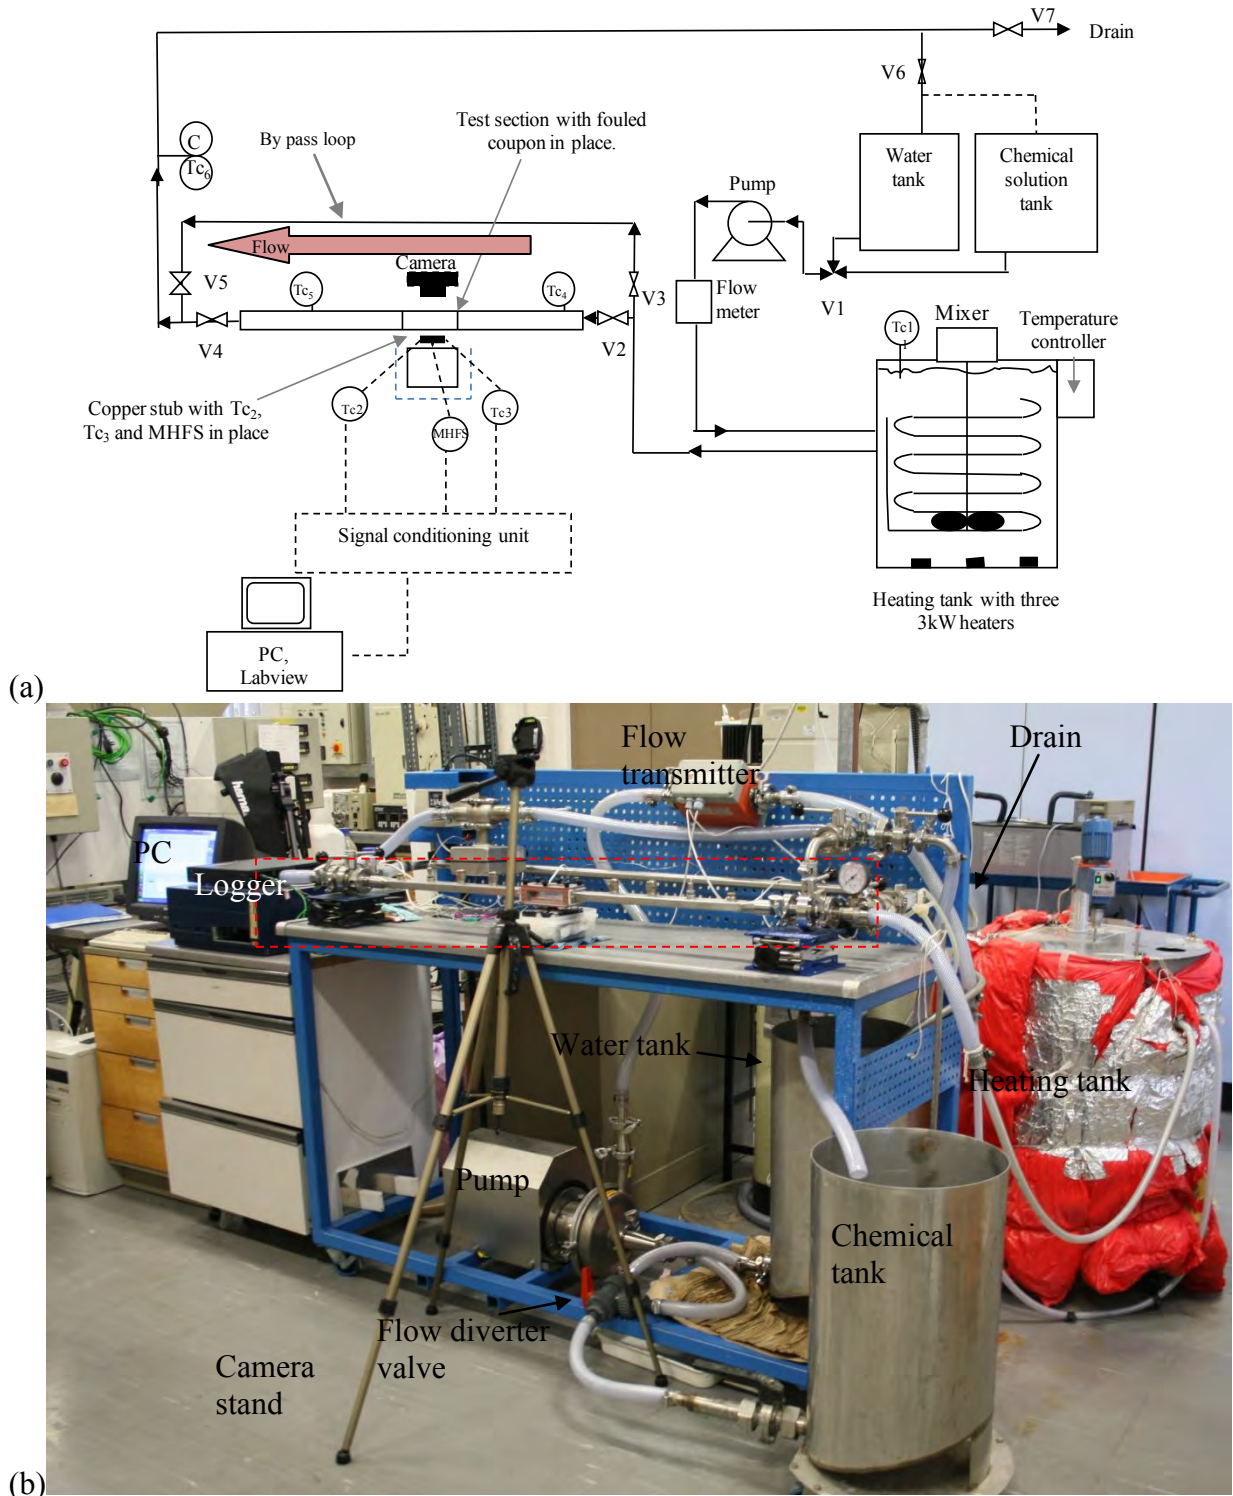 V7
Drain
V6
Test section with fouled
coupon in place.
By pass loop
C
Tc6
Water
tank
Chemical
solution
tank
Pump
Flow
Camera
V5
Tc5
Tc4
V3
Flow
meter
V1
V4
V2
Tc1
1
Mixer
Temperature
controller
Copper stub with Tc2,
Tc3 and MHFS in place
Tc2
Tc3
MHFS
Signal conditioning unit
Heating tank with three
3kW heaters
PC,
Labview
(a)
Flow
transmitter
Drain
hama
PC
Logger
Water tank
Heating tank
Pump
Chemical
tank
Flow diverter
valve
Camera
stand
(b)